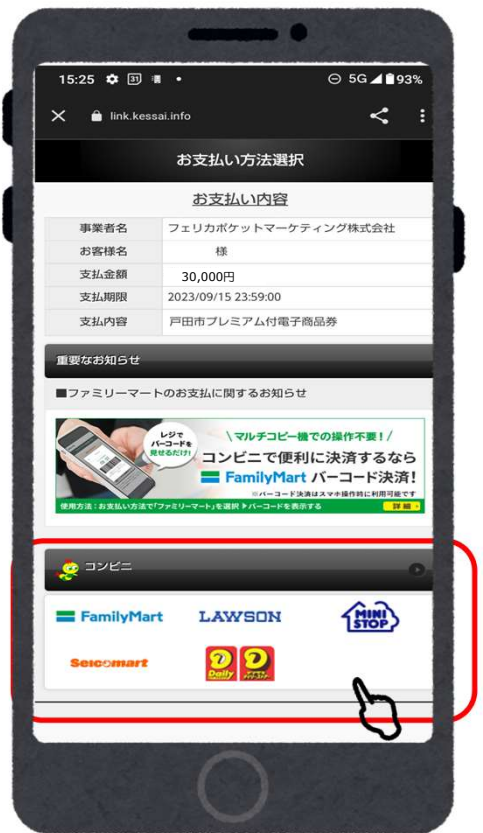 15:25 31 5G 93%
link.kessai.info
お支払い方法選択
お支払い内容
事業者名 フェリカポケットマーケティング株式会社
お客様名 様
支払金額 30,000円
支払期限 2023/09/15 23:59:00
支払内容 戸田市プレミアム付電子商品券
重要なお知らせ
■ファミリーマートのお支払に関するお知らせ
レジで
バーコードを
見せるだけ!
\マルチコピー機での操作不要!/
コンビニで便利に決済するなら
FamilyMart バーコード決済!
※バーコード決済はスマホ操作時に利用可能です
使用方法:お支払い方法で「ファミリーマート」を選択▶バーコードを表示する 詳細
コンビニ
FamilyMart LAWSON MINI STOP
Seicomart Daily